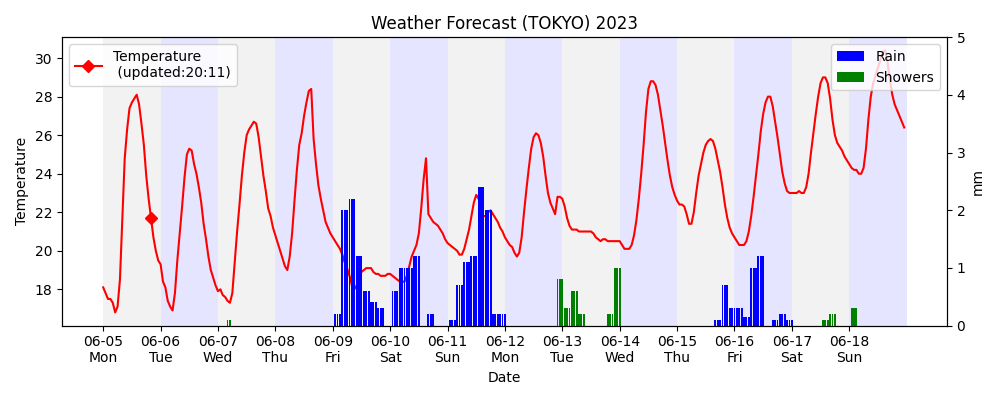 Weather Forecast (TOKYO) 2023
Temperature
(updated:20:11)
Rain
Showers
Temperature
30
28
26
24
22
20
18
5
4
3
2
1
0
mm
06-05 06-06 06-07 06-08 06-09 06-10 06-11 06-12 06-13 06-14 06-15 06-16 06-17 06-18
Mon Tue Wed Thu Fri Sat Sun Mon Tue Wed Thu Fri Sat Sun
Date